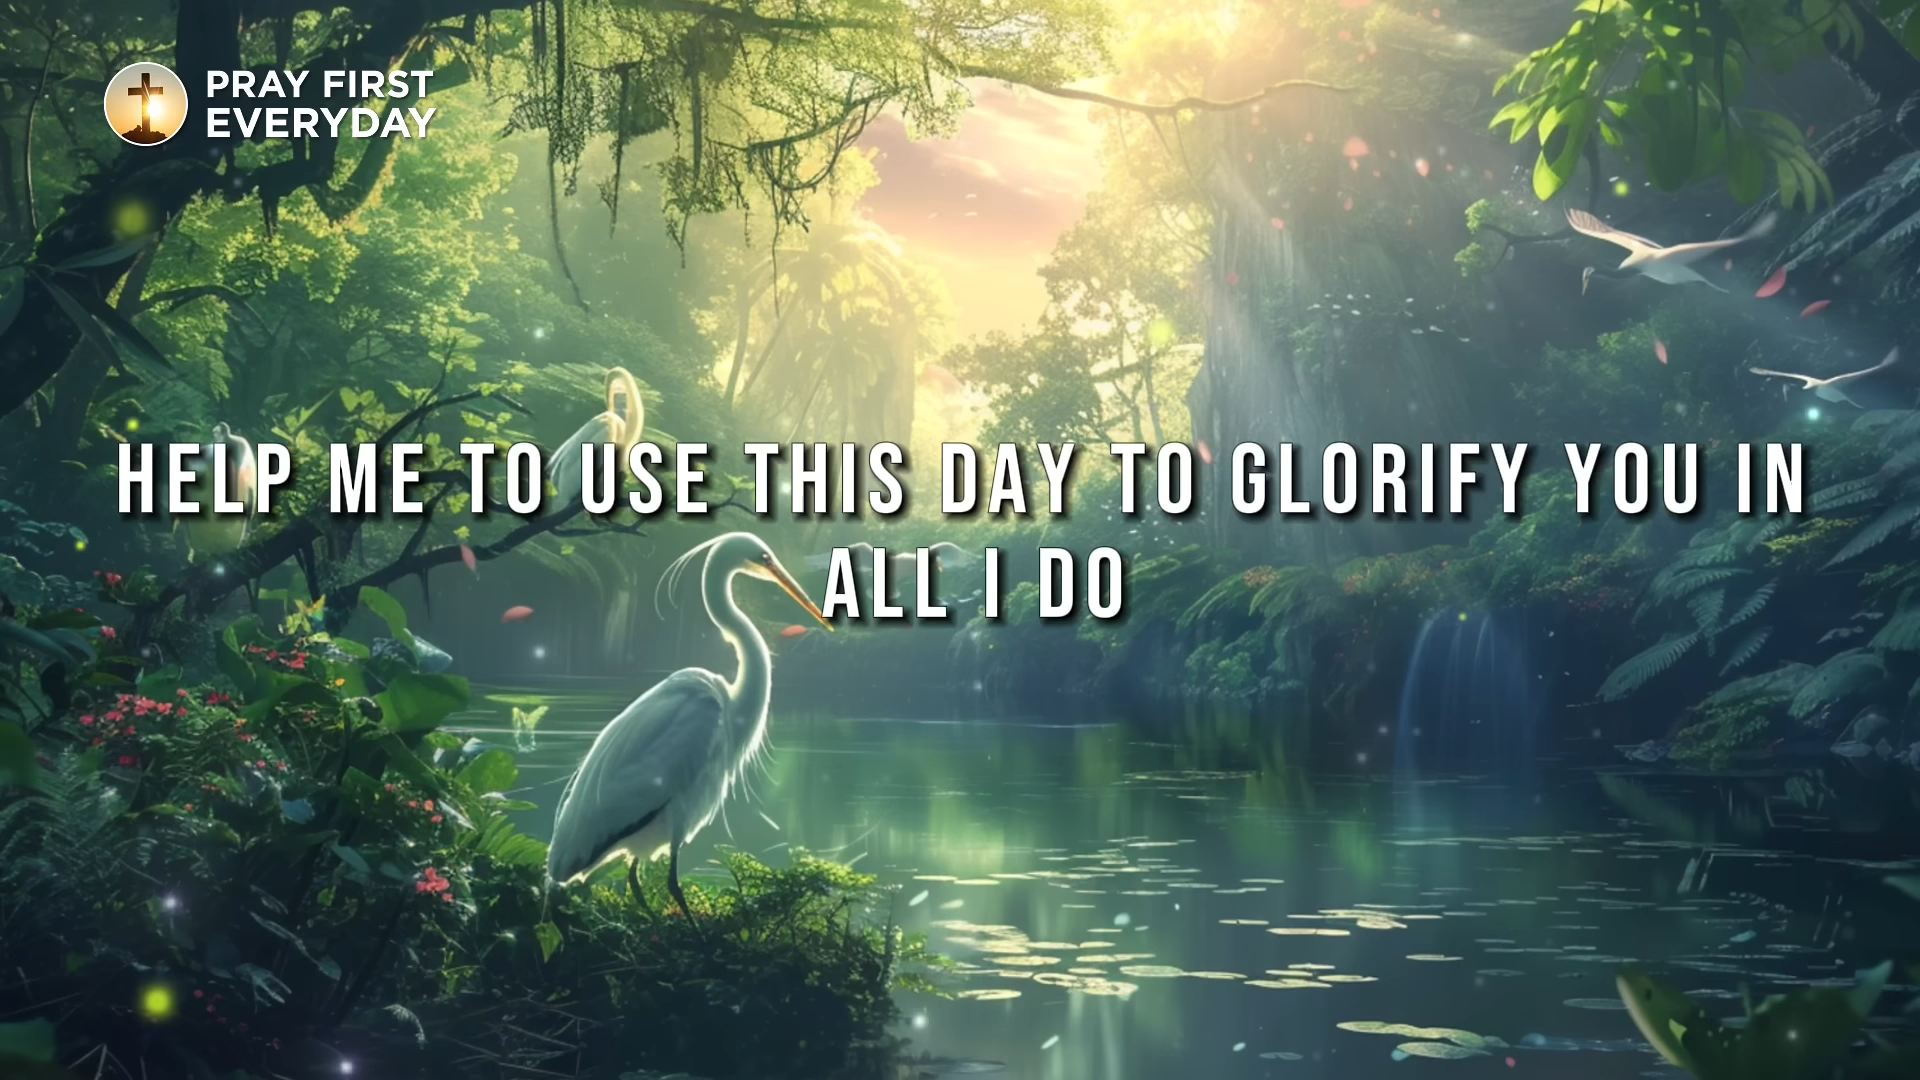 PRAY FIRST
EVERYDAY
HELP ME TO USE THIS DAY TO GLORIFY YOU IN
ALL I DO